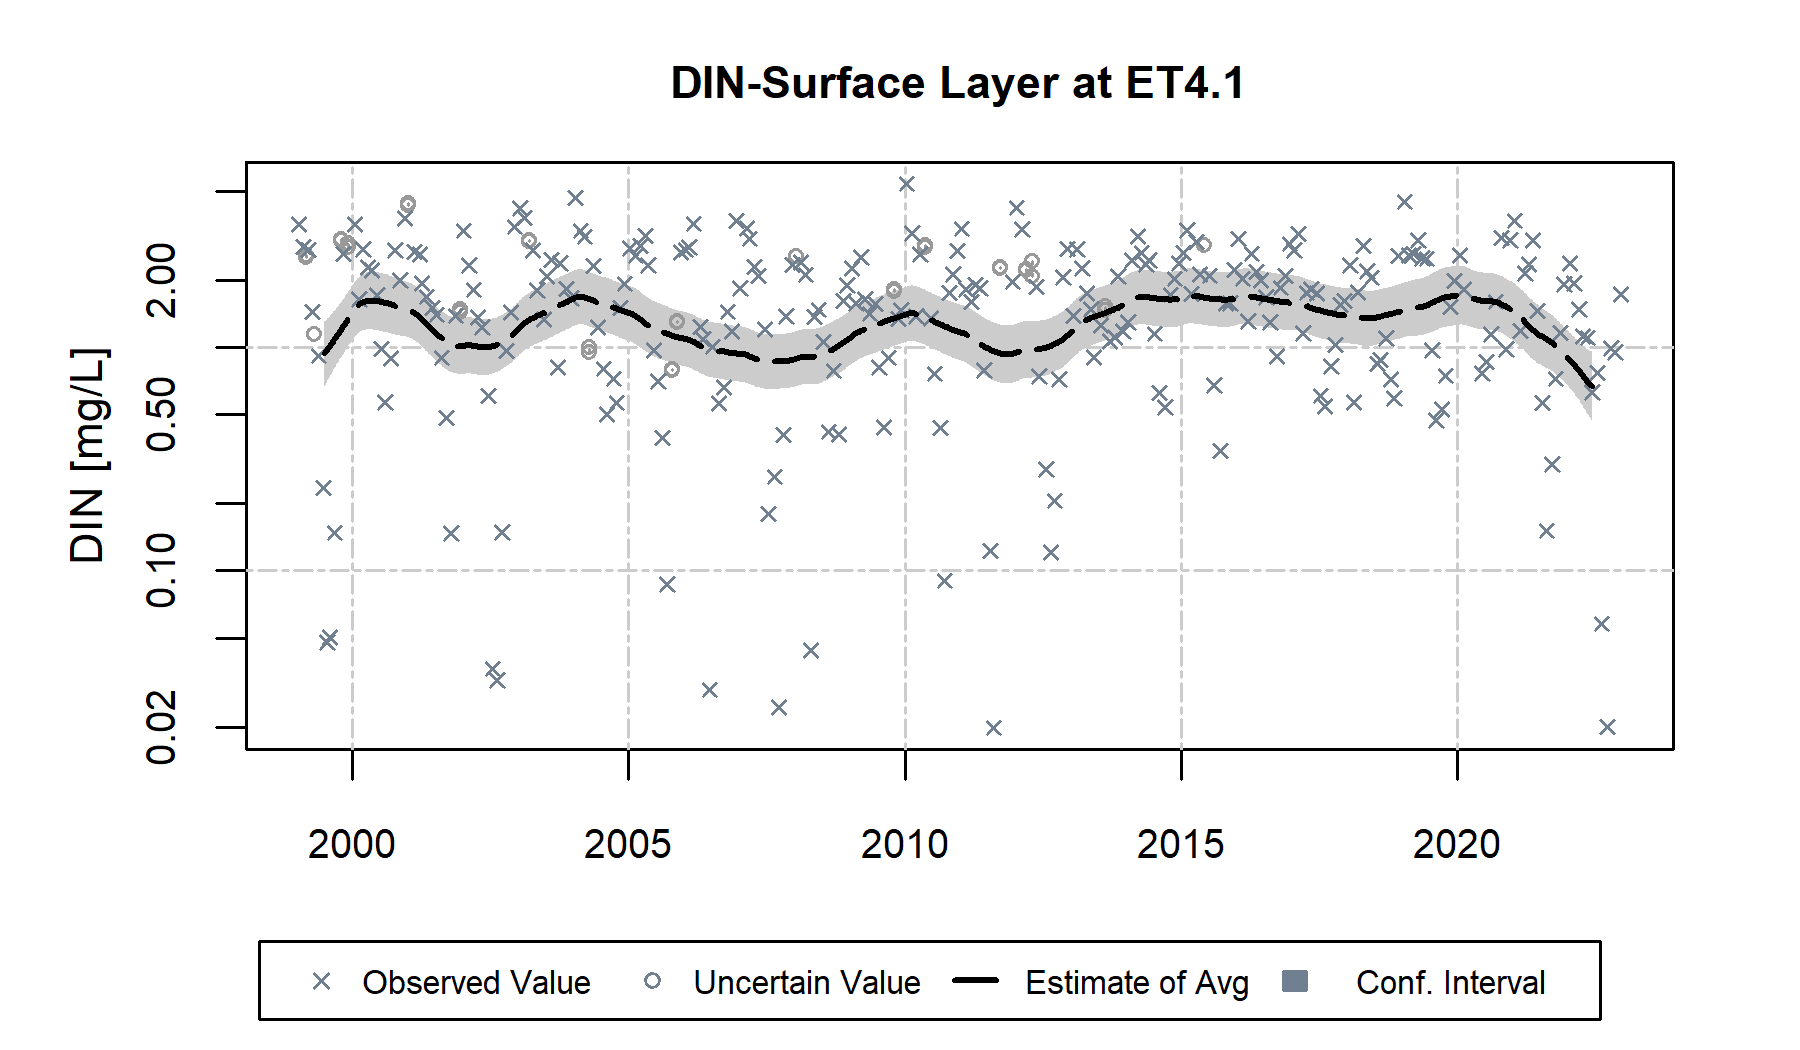 DIN-Surface Layer at ET4.1
DIN [mg/L]
2.00
0.50
0.10
0.02
2000 2005 2010 2015 2020
Observed Value Uncertain Value Estimate of Avg Conf. Interval